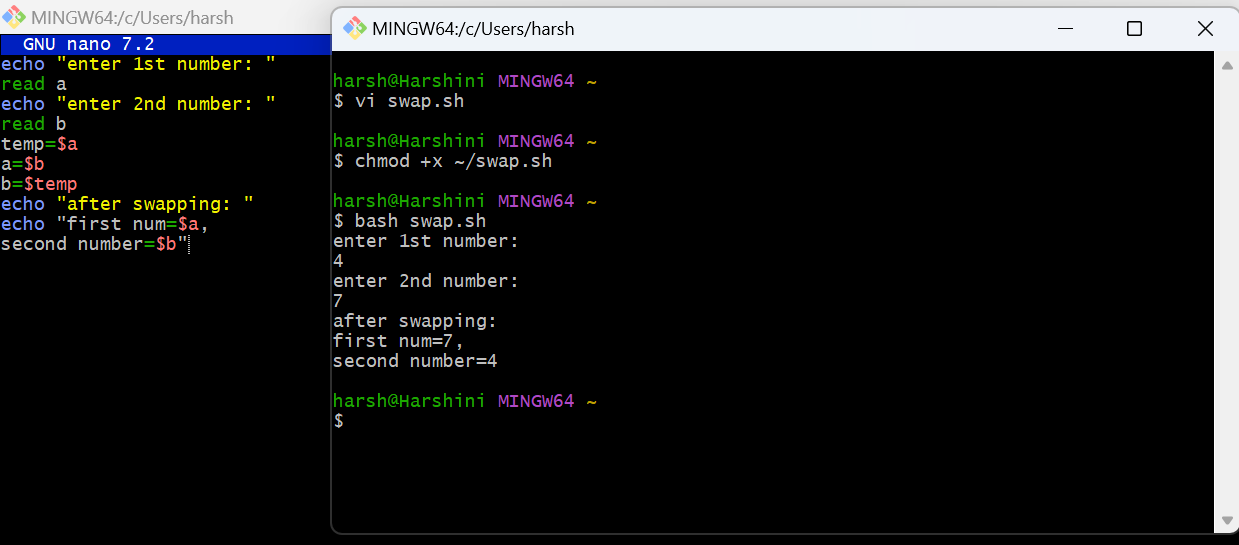 MINGW64:/c/Users/harsh
GNU nano 7.2
echo "enter 1st number: "
read a
echo "enter 2nd number: "
read b
temp=$a
a=$b
b=$temp
echo "after swapping: "
echo "first num=$a,
second number=$b"
MINGW64:/c/Users/harsh
harsh@Harshini MINGW64 ~
$ vi swap.sh
harsh@Harshini MINGW64 ~
$ chmod +x ~/swap.sh
harsh@Harshini MINGW64 ~
$ bash swap.sh
enter 1st number:
4
enter 2nd number:
7
after swapping:
first num=7,
second number=4
harsh@Harshini MINGW64 ~
$